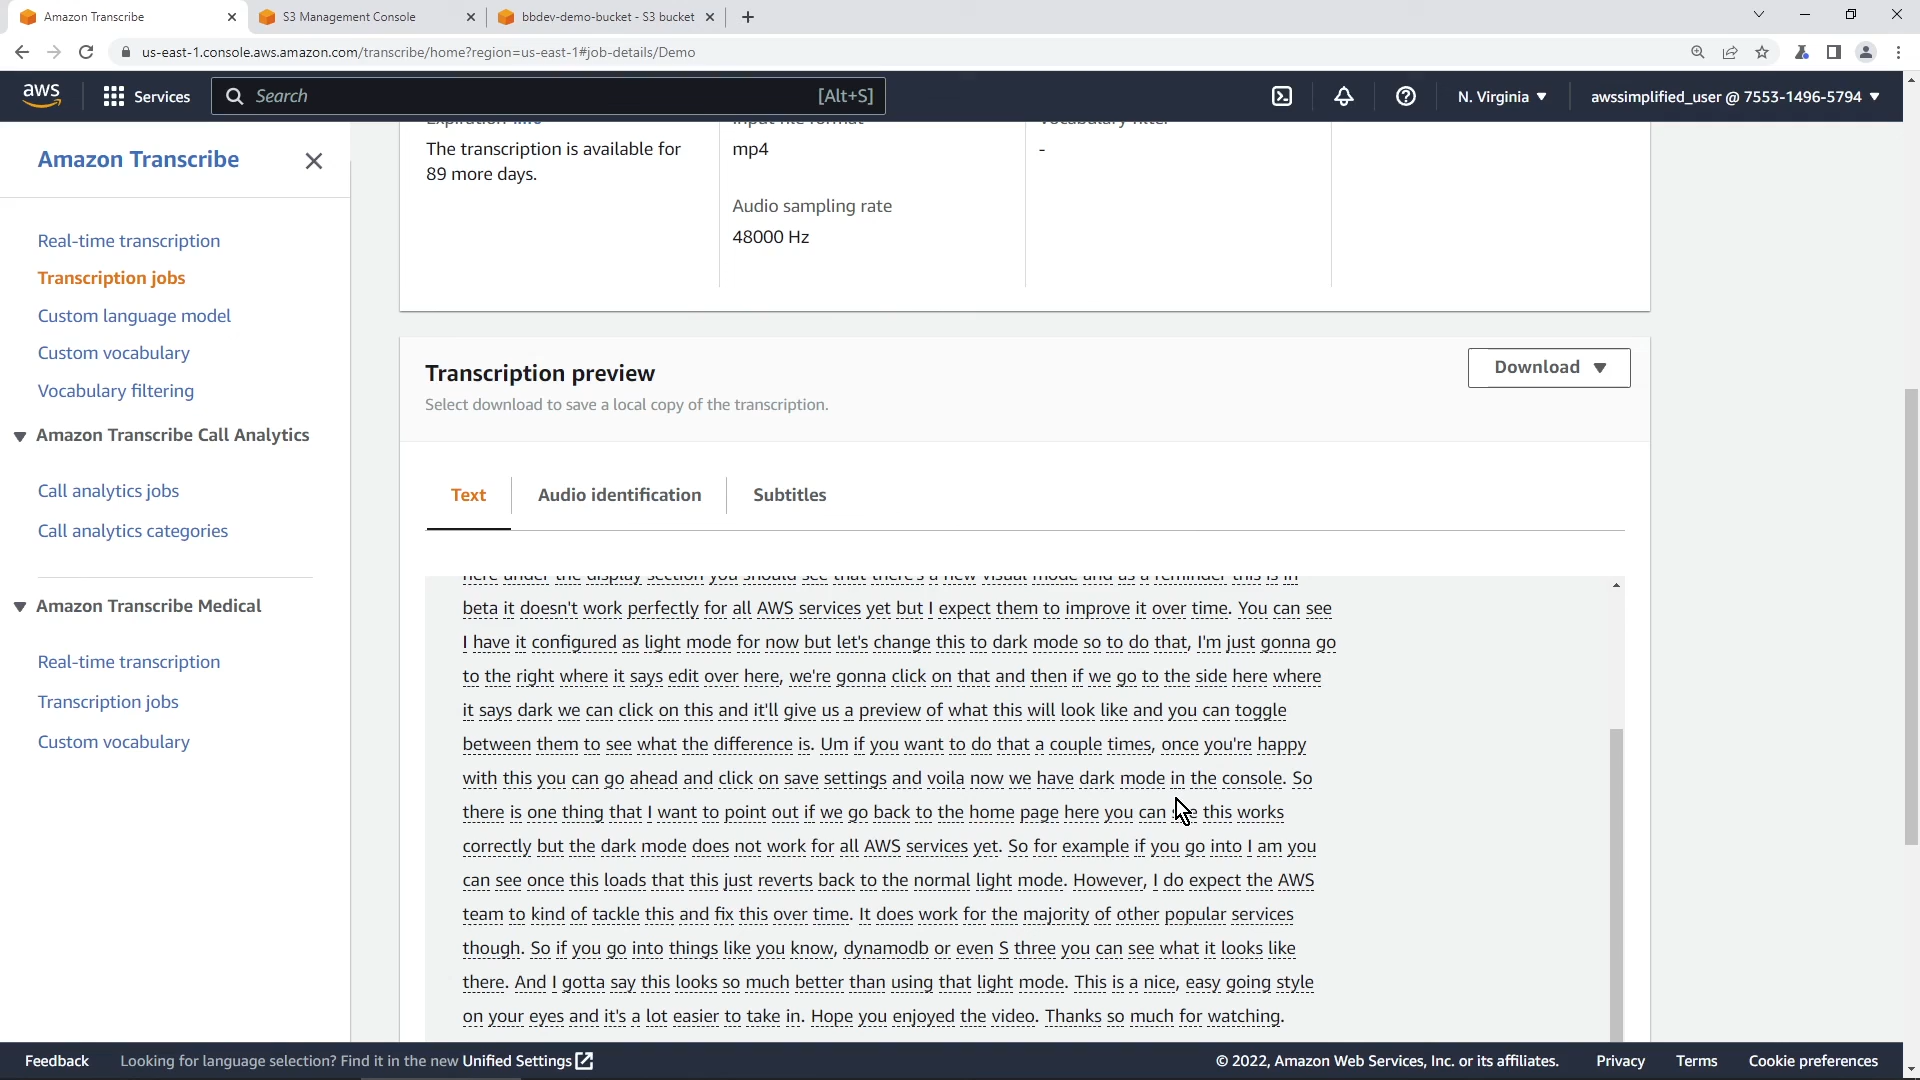 Amazon Transcribe
S3 Management Console
bbdev-demo-bucket - S3 bucket
us-east-1.console.aws.amazon.com/transcribe/home?region=us-east-1#job-details/Demo
aws
Services
Search
[Alt+S]
N. Virginia
awssimplified_user @ 7553-1496-5794
Amazon Transcribe
Real-time transcription
Transcription jobs
Custom language model
Custom vocabulary
Vocabulary filtering
Amazon Transcribe Call Analytics
Call analytics jobs
Call analytics categories
Amazon Transcribe Medical
Real-time transcription
Transcription jobs
Custom vocabulary
The transcription is available for
89 more days.
mp4
Audio sampling rate
48000 Hz
-
Transcription preview
Select download to save a local copy of the transcription.
Download
Text
Audio identification
Subtitles
here under the display section you should see that there's a new visual mode and as a reminder this is in
beta it doesn't work perfectly for all AWS services yet but I expect them to improve it over time. You can see
I have it configured as light mode for now but let's change this to dark mode so to do that, I'm just gonna go
to the right where it says edit over here, we're gonna click on that and then if we go to the side here where
it says dark we can click on this and it'll give us a preview of what this will look like and you can toggle
between them to see what the difference is. Um if you want to do that a couple times, once you're happy
with this you can go ahead and click on save settings and voila now we have dark mode in the console. So
there is one thing that I want to point out if we go back to the home page here you can see this works
correctly but the dark mode does not work for all AWS services yet. So for example if you go into I am you
can see once this loads that this just reverts back to the normal light mode. However, I do expect the AWS
team to kind of tackle this and fix this over time. It does work for the majority of other popular services
though. So if you go into things like you know, dynamodb or even S three you can see what it looks like
there. And I gotta say this looks so much better than using that light mode. This is a nice, easy going style
on your eyes and it's a lot easier to take in. Hope you enjoyed the video. Thanks so much for watching.
Feedback
Looking for language selection? Find it in the new Unified Settings
© 2022, Amazon Web Services, Inc. or its affiliates.
Privacy
Terms
Cookie preferences